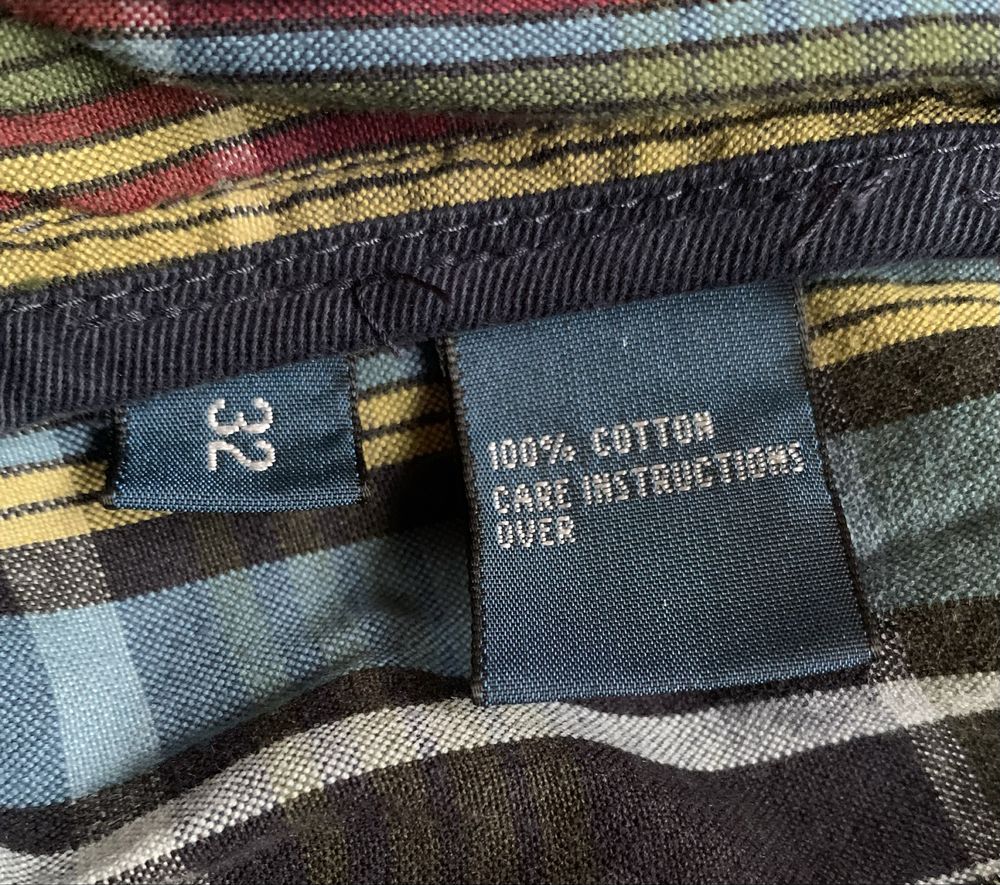 32
100% COTTON
CARE INSTRUCTIONS
OVER